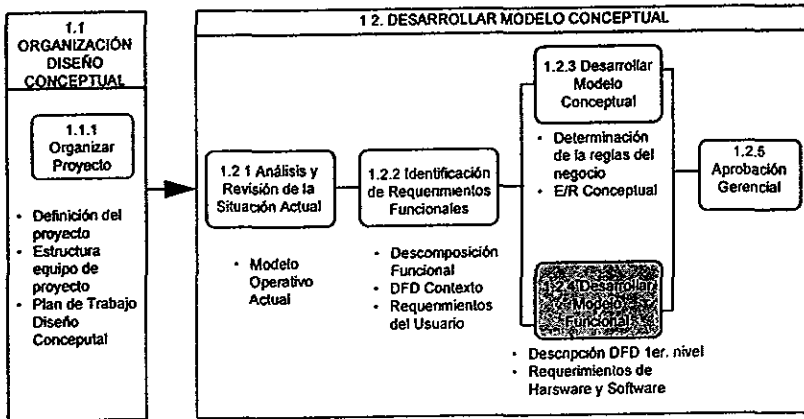 1.1
ORGANIZACIÓN
DISEÑO
CONCEPTUAL
1.1.1
Organizar
Proyecto
• Definición del
proyecto
• Estructura
equipo de
proyecto
• Plan de Trabajo
Diseño
Conceputal
1 2. DESARROLLAR MODELO CONCEPTUAL
1.2 1 Análisis y
Revisión de la
Situación Actual
• Modelo
Operativo
Actual
1.2.2 Identificación
de Requerimientos
Funcionales
• Descomposición
Funcional
• DFD Contexto
• Requerimientos
del Usuario
1.2.3 Desarrollar
Modelo
Conceptual
• Determinación
de la reglas del
negocio
• E/R Conceptual
1.2.4 Desarrollar
Modelo
Funcional
• Descripción DFD 1er. nivel
• Requerimientos de
Harsware y Software
1.2.5
Aprobación
Gerencial